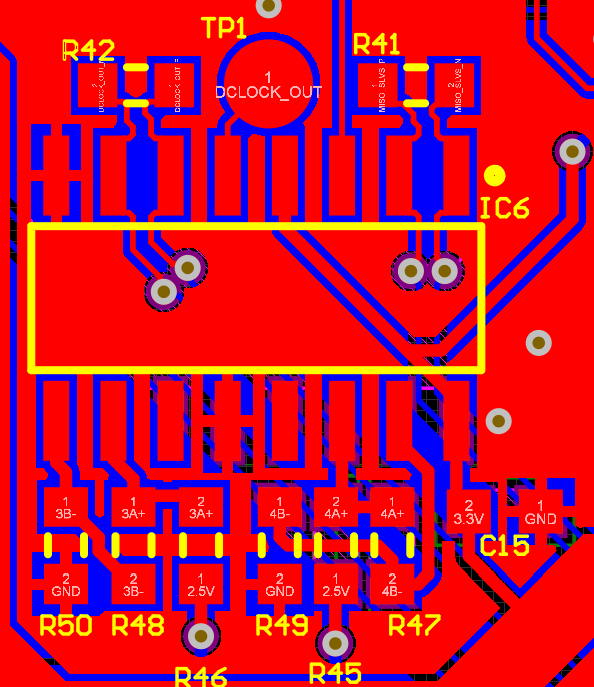 TP1
R42
R41
2
DCLOCK_OUT_
1
DCLOCK_OUT_P
1
DCLOCK_OUT
2
MISO_SLVS_P
1
MISO_SLVS_N
IC6
1
3B-
1
3A+
2
3A+
1
4B-
2
4A+
1
4A+
2
3.3V
1
GND
C15
2
GND
2
3B-
1
2.5V
2
GND
1
2.5V
2
4B-
R50
R48
R49
R47
R46
R45